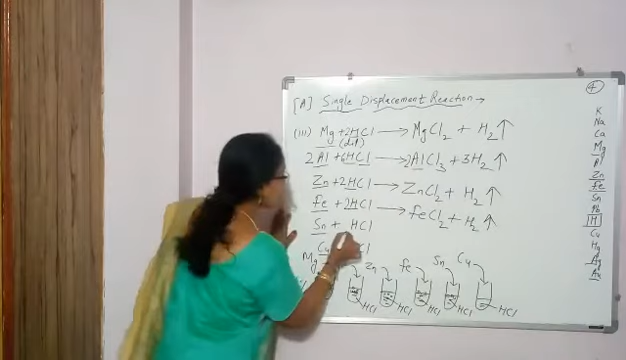 4
[A] Single Displacement Reaction →
(III) Mg + 2HCl → MgCl2 + H2↑
(dil)
2Al + 6HCl → 2AlCl3 + 3H2↑
Zn + 2HCl → ZnCl2 + H2↑
fe + 2HCl → feCl2 + H2↑
Sn + HCl
Cu l
Mg Zn fe Sn Cu
HCl HCl HCl HCl HCl
K
Na
Ca
Mg
Al
Zn
fe
Sn
Pb
H
Cu
Hg
Ag
Au